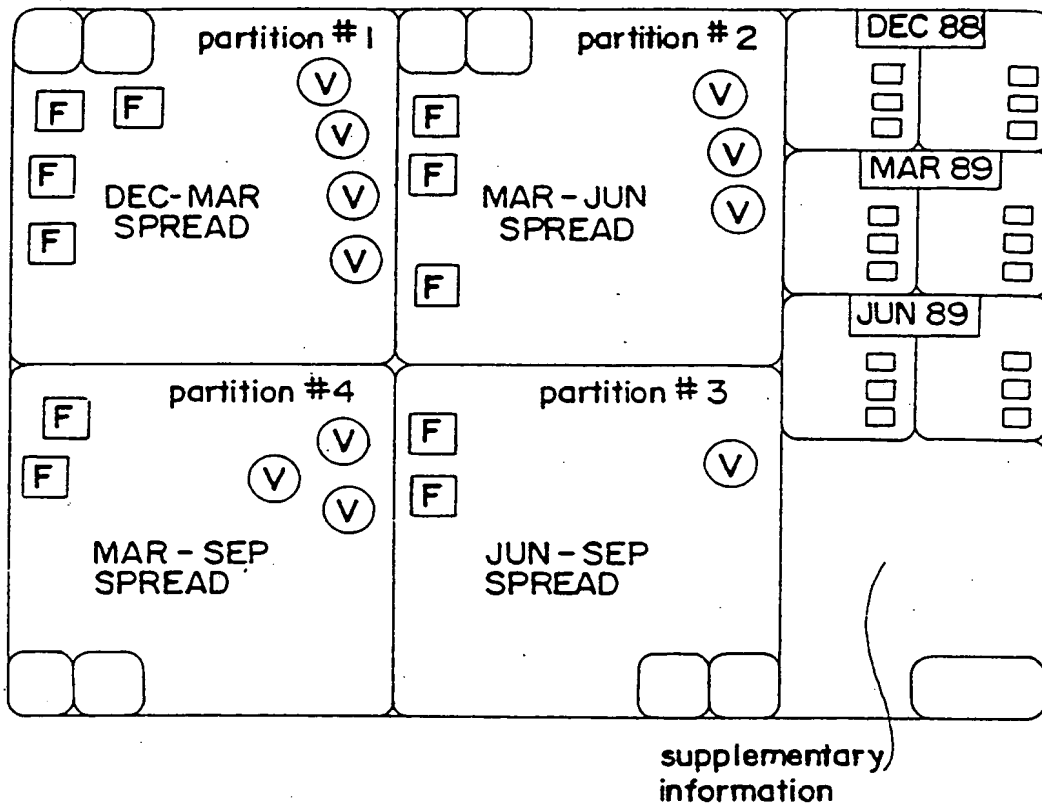 partition #1
F
F
F
F
V
V
V
V
DEC-MAR
SPREAD
partition #2
F
F
F
V
V
V
MAR-JUN
SPREAD
DEC 88
MAR 89
JUN 89
partition #4
F
F
V
V
V
MAR-SEP
SPREAD
partition #3
F
F
V
JUN-SEP
SPREAD
supplementary
information